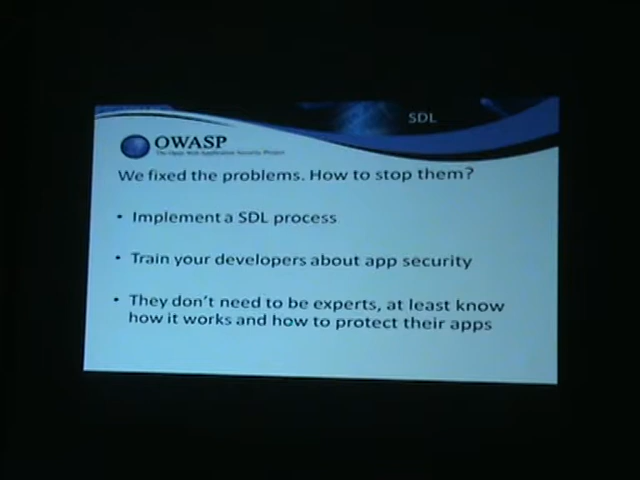 SDL
OWASP
The Open Web Application Security Project
We fixed the problems. How to stop them?
• Implement a SDL process
• Train your developers about app security
• They don't need to be experts, at least know
how it works and how to protect their apps